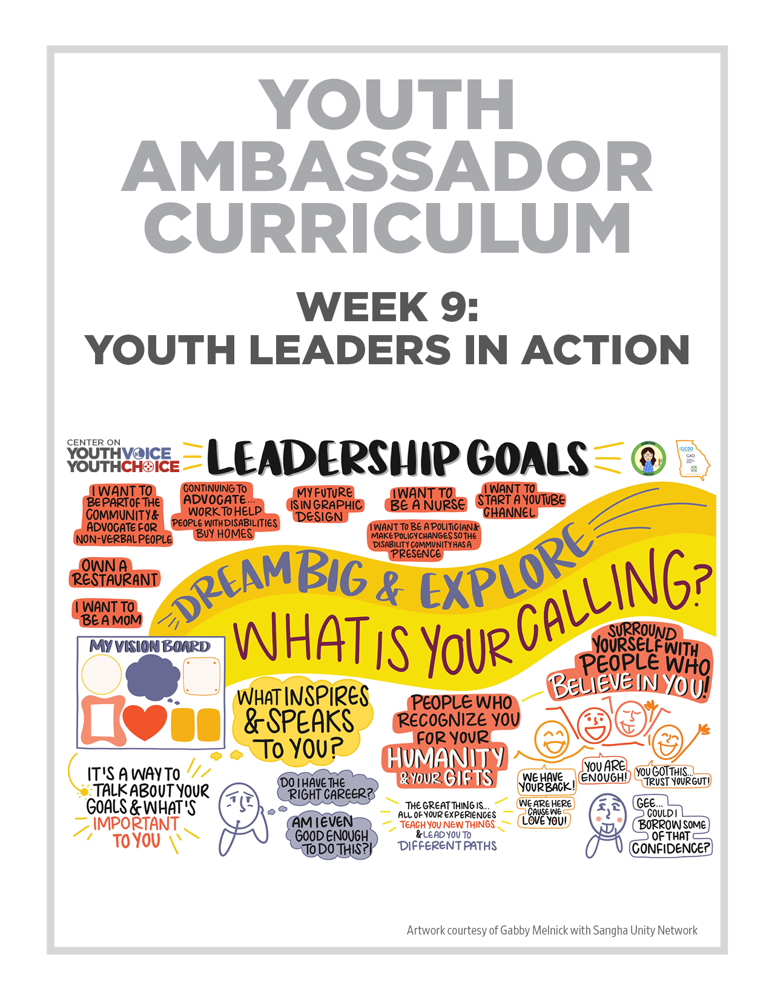 YOUTH
AMBASSADOR
CURRICULUM
WEEK 9:
YOUTH LEADERS IN ACTION
CENTER ON
YOUTHVOICE
YOUTHCHOICE
LEADERSHIP GOALS
GCDD
GAO
I WANT TO
BE PART OF THE
COMMUNITY &
ADVOCATE FOR
NON-VERBAL PEOPLE
CONTINUING TO
ADVOCATE...
WORK TO HELP
PEOPLE WITH DISABILITIES
BUY HOMES
MY FUTURE
IS IN GRAPHIC
DESIGN
I WANT TO
BE A NURSE
I WANT TO
START A YOUTUBE
CHANNEL
I WANT TO BE A POLITICIAN &
MAKE POLICY CHANGES SO THE
DISABILITY COMMUNITY HAS A
PRESENCE
OWN A
RESTAURANT
I WANT TO
BE A MOM
DREAM BIG & EXPLORE
WHAT IS YOUR CALLING?
MY VISION BOARD
IT'S A WAY TO
TALK ABOUT YOUR
GOALS & WHAT'S
IMPORTANT
TO YOU
WHAT INSPIRES
& SPEAKS
TO YOU?
DO I HAVE THE
RIGHT CAREER?
AM I EVEN
GOOD ENOUGH
TO DO THIS?!
PEOPLE WHO
RECOGNIZE YOU
FOR YOUR
HUMANITY
& YOUR GIFTS
THE GREAT THING IS...
ALL OF YOUR EXPERIENCES
TEACH YOU NEW THINGS
& LEAD YOU TO
DIFFERENT PATHS
SURROUND
YOURSELF WITH
PEOPLE WHO
BELIEVE IN YOU!
WE HAVE
YOUR BACK!
YOU ARE
ENOUGH!
YOU GOT THIS...
TRUST YOUR GUT!
WE ARE HERE
CAUSE WE
LOVE YOU!
GEE...
COULD I
BORROW SOME
OF THAT
CONFIDENCE?
Artwork courtesy of Gabby Melnick with Sangha Unity Network